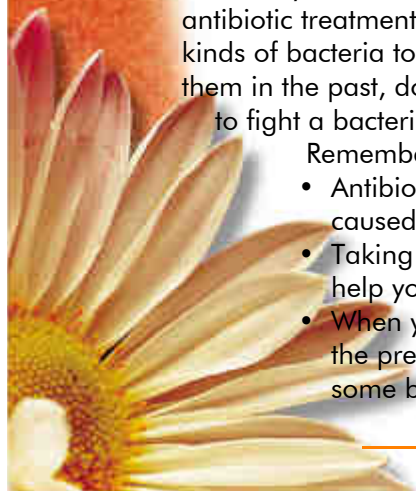 antibiotic treatment
kinds of bacteria to
them in the past, do
to fight a bacteri
Rememb
• Antibio
caused
• Taking
help yo
• When y
the pre
some b